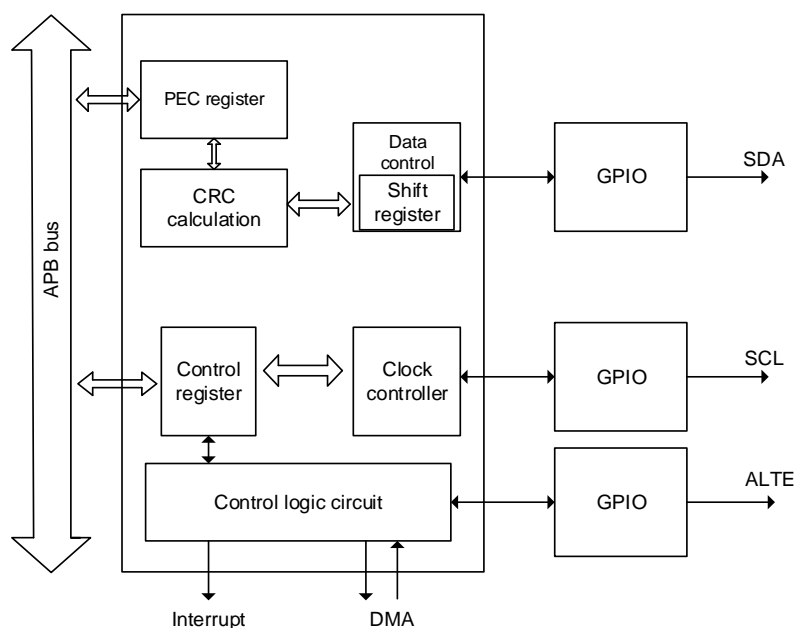 PEC register
Data
control
Shift
register
CRC
calculation
GPIO
SDA
APB bus
Control
register
Clock
controller
GPIO
SCL
Control logic circuit
GPIO
ALTE
Interrupt
DMA